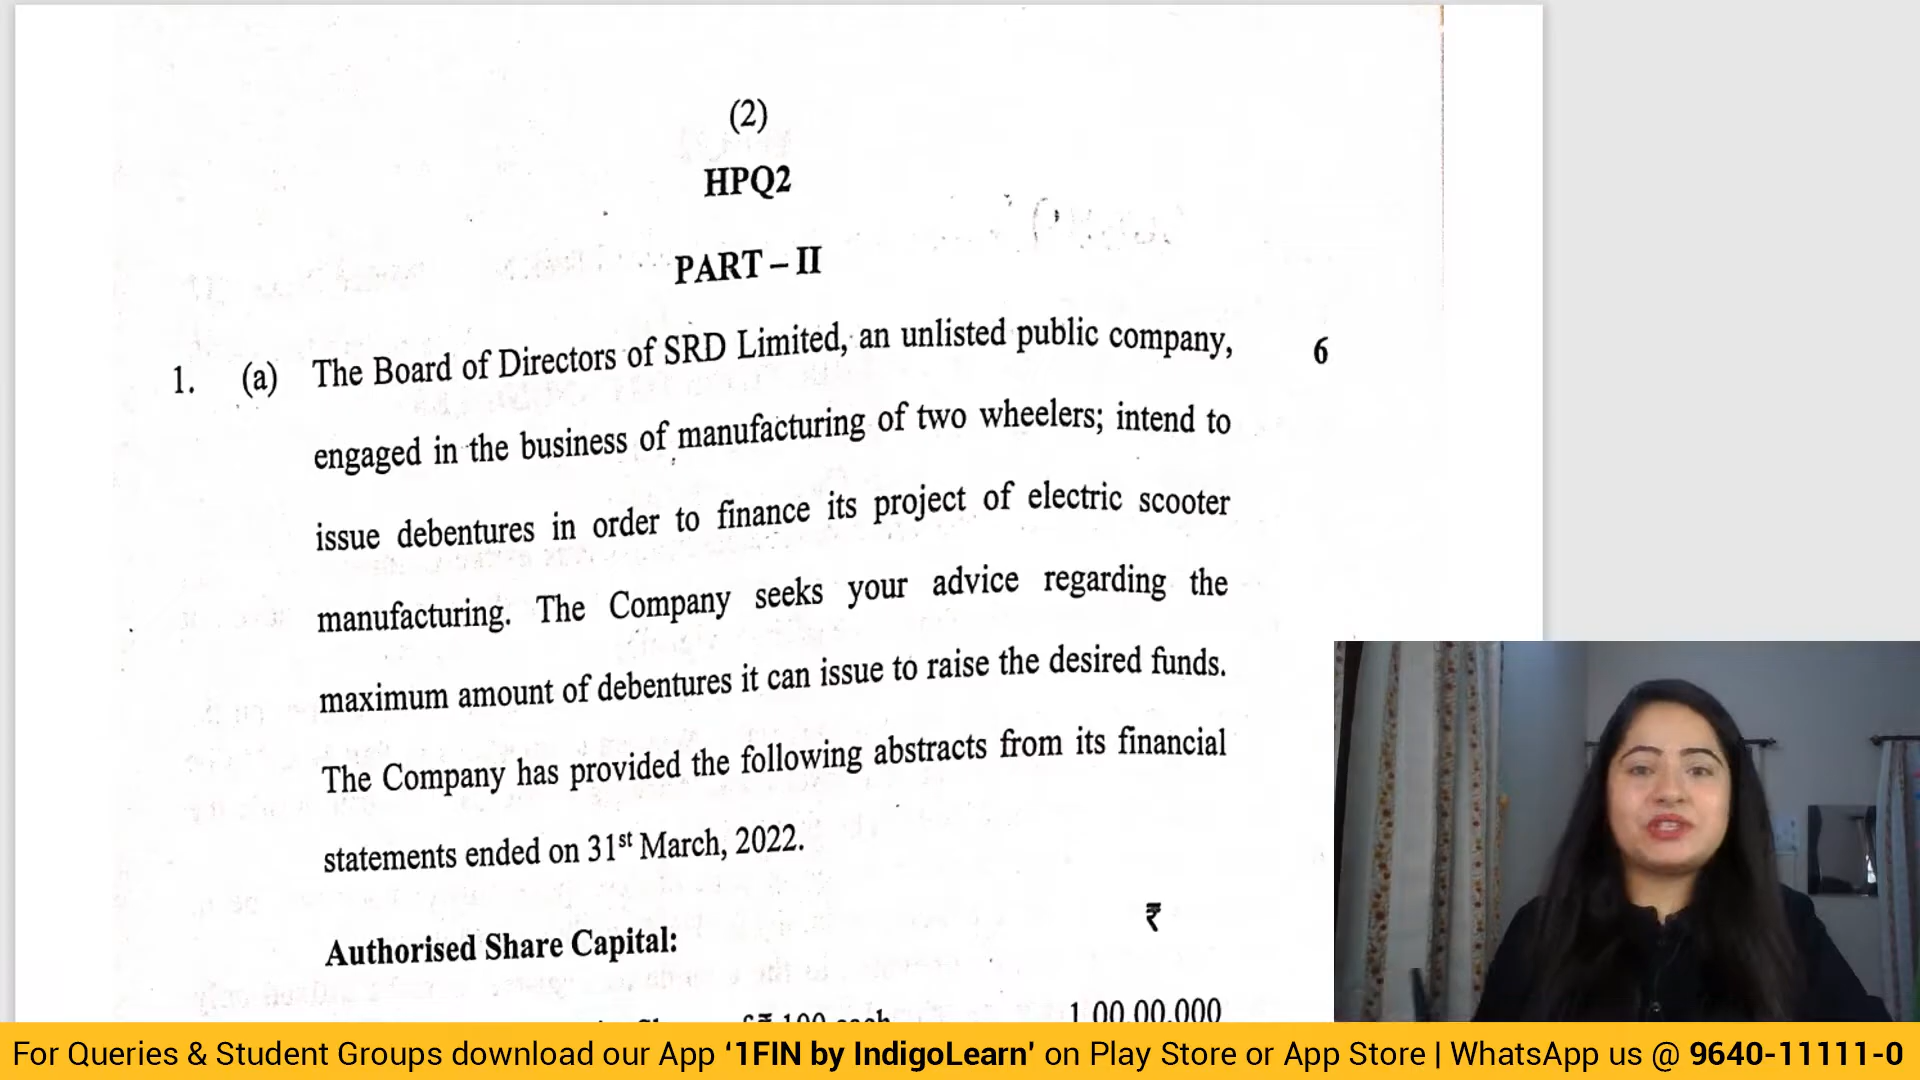 (2)
HPQ2
PART – II
1. (a) The Board of Directors of SRD Limited, an unlisted public company, 6
engaged in the business of manufacturing of two wheelers; intend to
issue debentures in order to finance its project of electric scooter
manufacturing. The Company seeks your advice regarding the
maximum amount of debentures it can issue to raise the desired funds.
The Company has provided the following abstracts from its financial
statements ended on 31st March, 2022.
₹
Authorised Share Capital:
of ₹ 100 each 1,00,00,000
For Queries & Student Groups download our App ‘1FIN by IndigoLearn' on Play Store or App Store | WhatsApp us @ 9640-11111-0